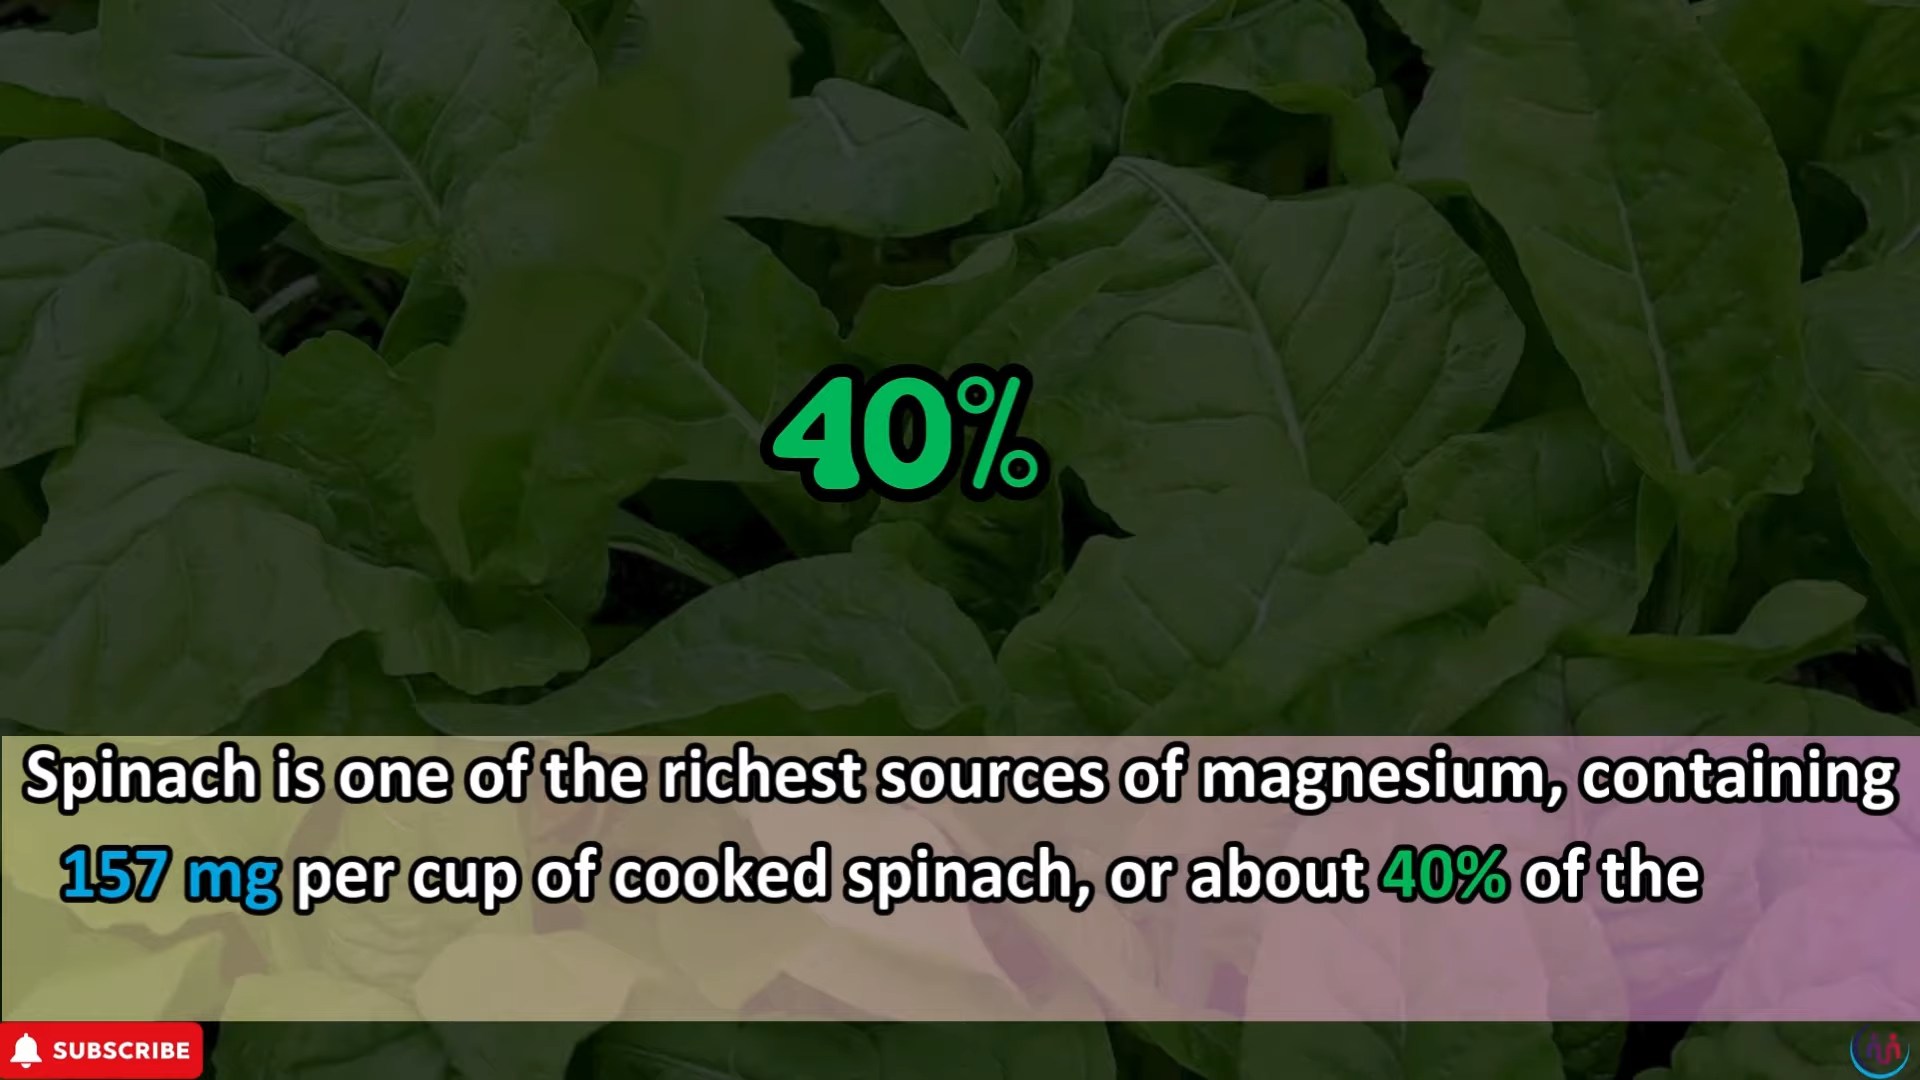 40%
Spinach is one of the richest sources of magnesium, containing
157 mg per cup of cooked spinach, or about 40% of the
SUBSCRIBE